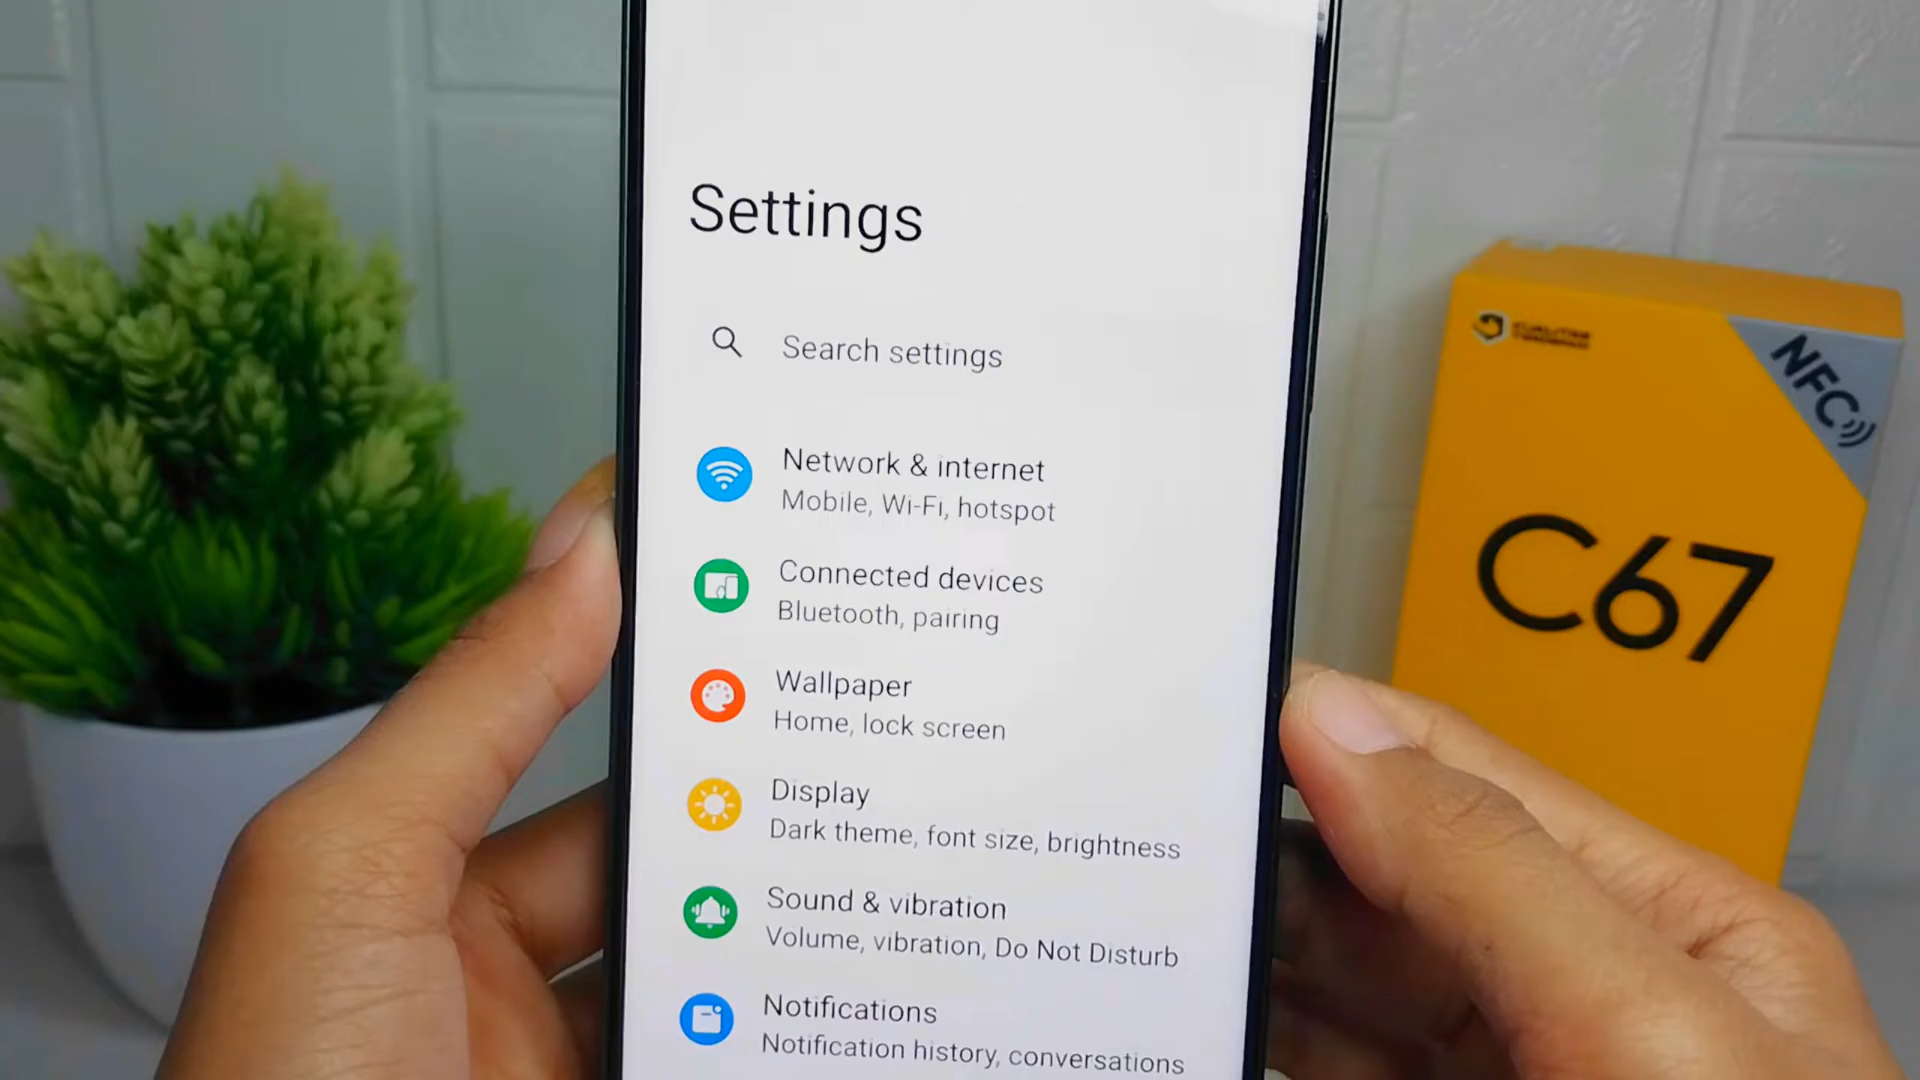 Settings
Search settings
Network & internet
Mobile, Wi-Fi, hotspot
Connected devices
Bluetooth, pairing
Wallpaper
Home, lock screen
Display
Dark theme, font size, brightness
Sound & vibration
Volume, vibration, Do Not Disturb
Notifications
Notification history, conversations
NFC
C67